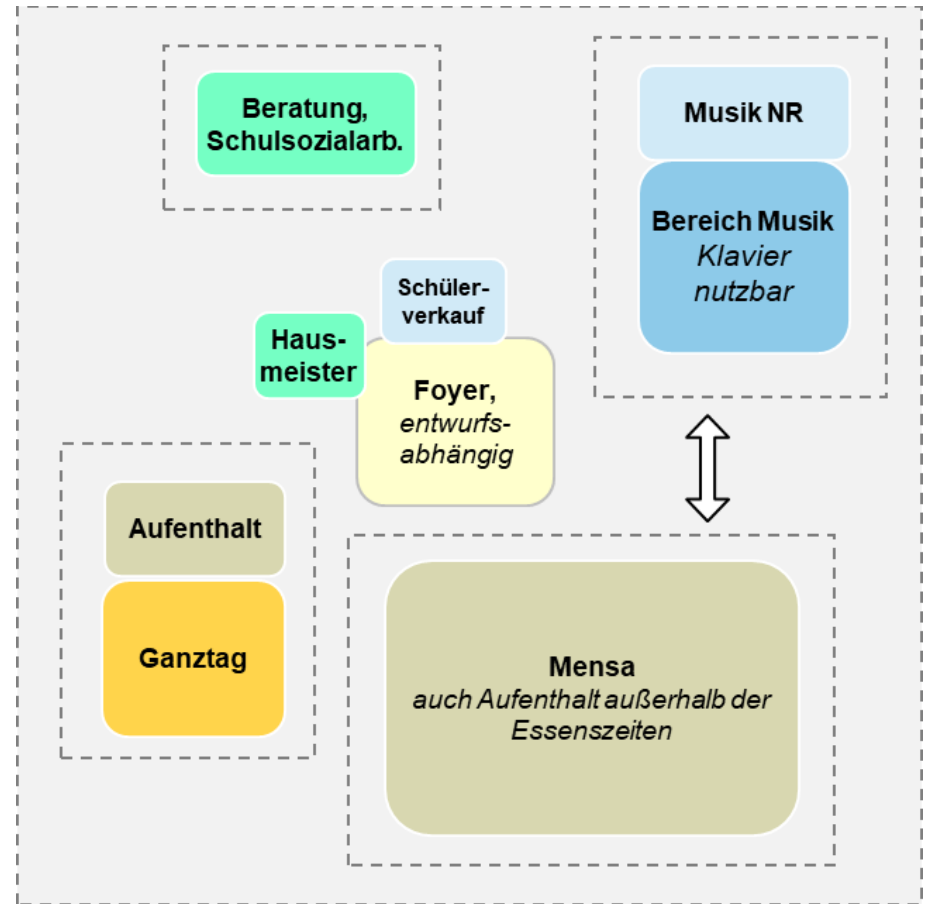 Beratung,
Schulsozialarb.
Musik NR
Bereich Musik
Klavier
nutzbar
Schüler-
verkauf
Haus-
meister
Foyer,
entwurfs-
abhängig
Aufenthalt
Ganztag
Mensa
auch Aufenthalt außerhalb der
Essenszeiten